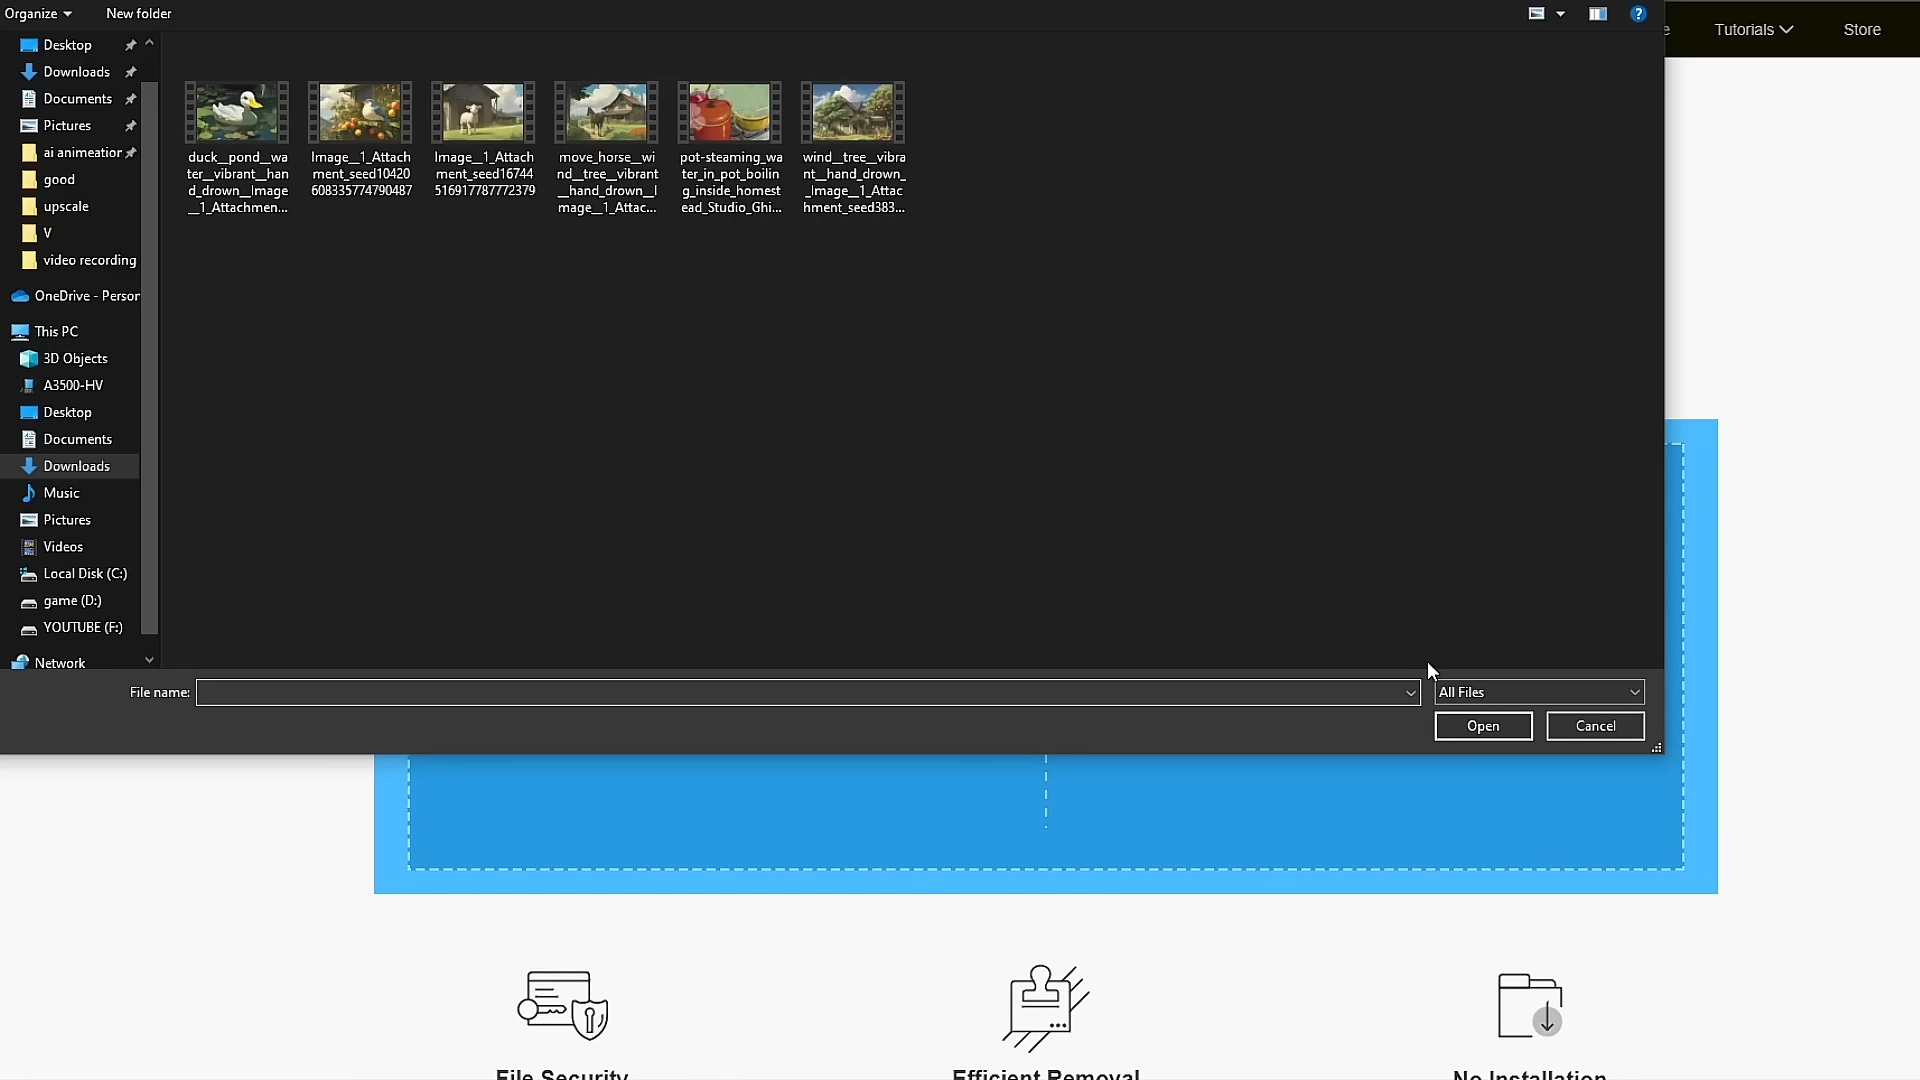 Organize
New folder
Tutorials
Store
Desktop
Downloads
Documents
Pictures
ai animeation
good
upscale
V
video recording
OneDrive - Person
This PC
3D Objects
A3500-HV
Desktop
Documents
Downloads
Music
Pictures
Videos
Local Disk (C:)
game (D:)
YOUTUBE (F:)
Network
duck__pond__wa
ter__vibrant__han
d_drown__Image
__1_Attachmen...
Image__1_Attach
ment_seed10420
608335774790487
Image__1_Attach
ment_seed16744
516917787772379
move_horse__wi
nd__tree__vibrant
__hand_drown__I
mage__1_Attac...
pot-steaming_wa
ter_in_pot_boilin
g_inside_homest
ead_Studio_Ghi...
wind__tree__vibra
nt__hand_drown_
_Image__1_Attac
hment_seed383...
File name:
All Files
Open
Cancel
File Security
Efficient Removal
No Installation